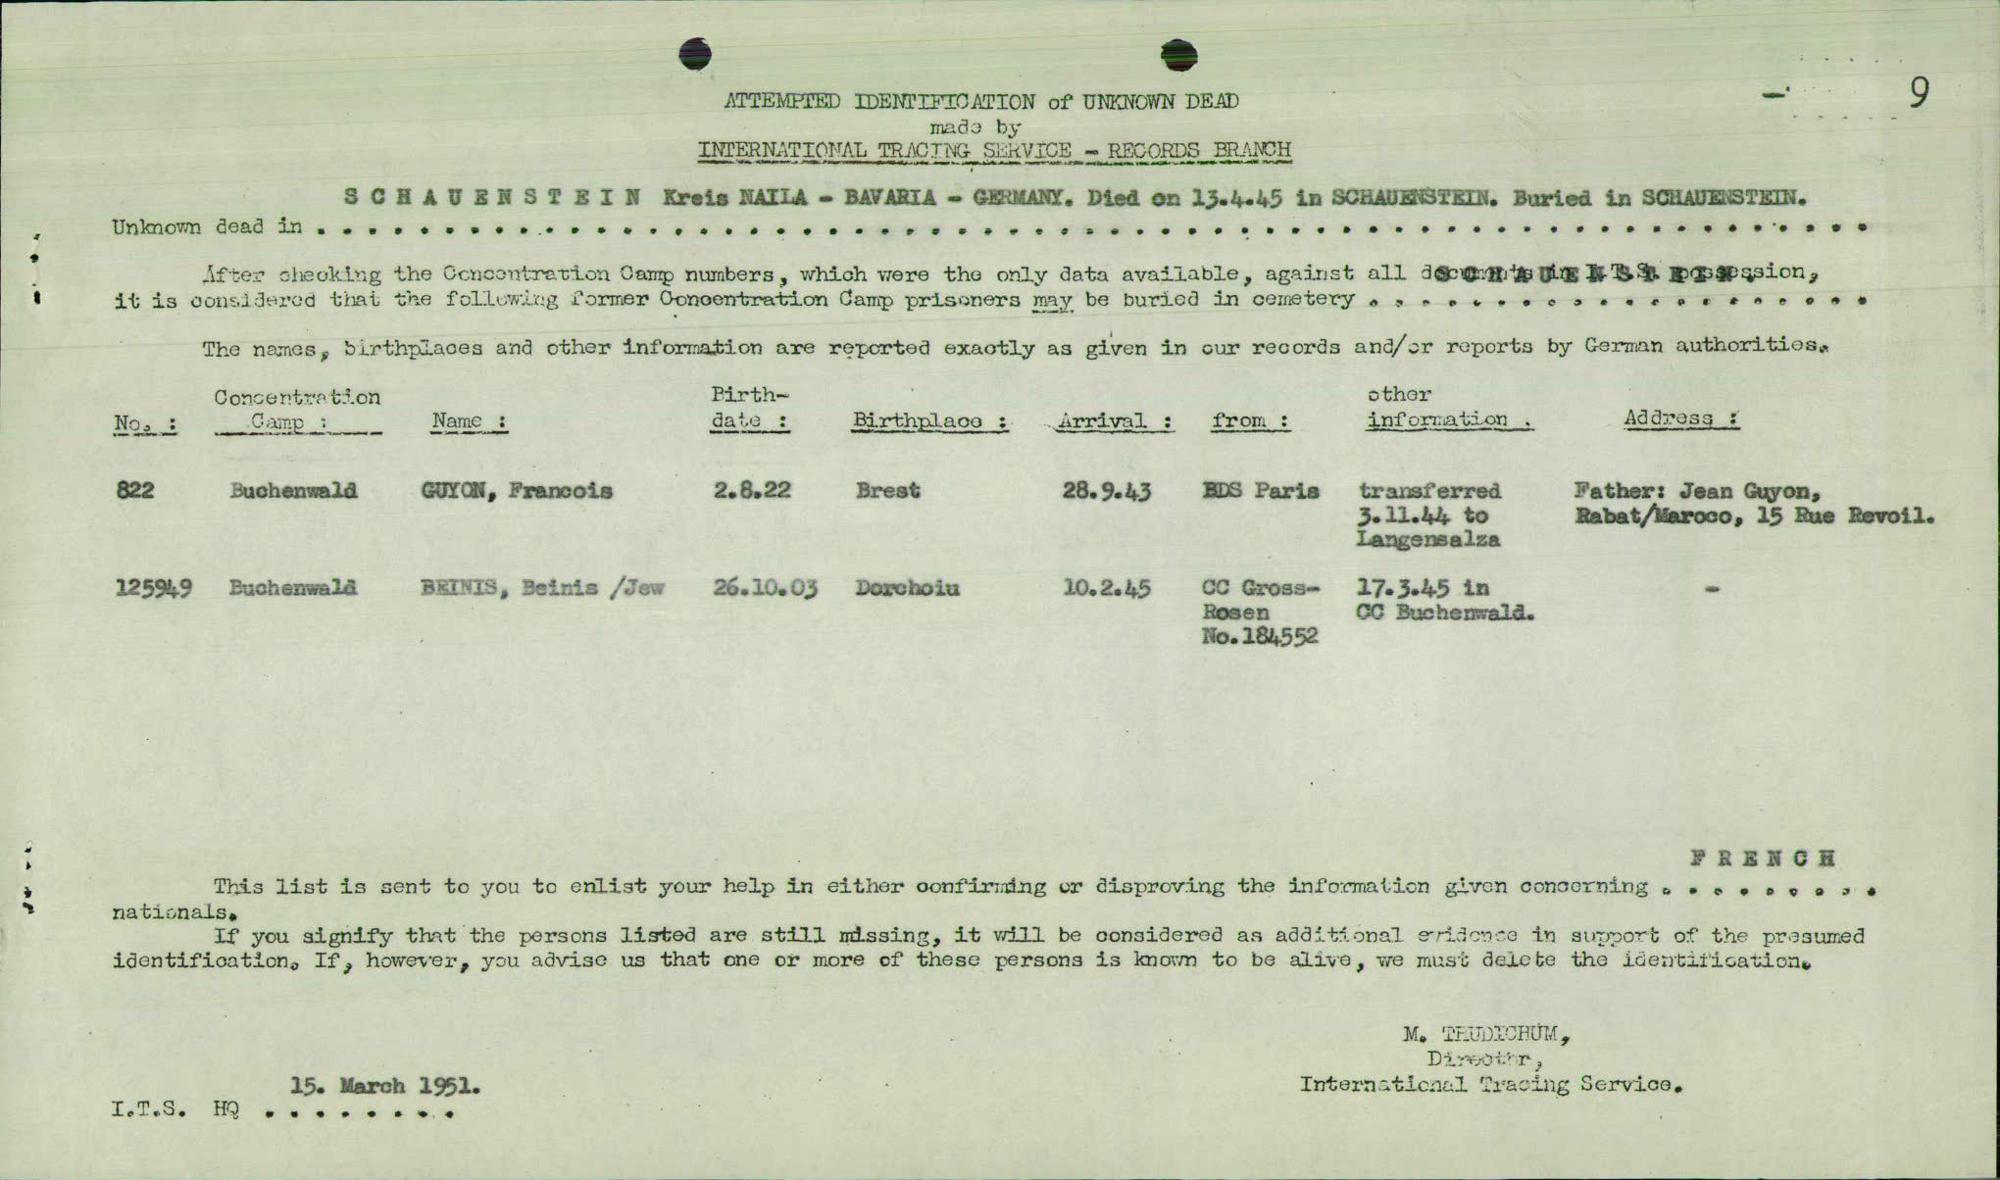 9
ATTEMPTED IDENTIFICATION of UNKNOWN DEAD
made by
INTERNATIONAL TRACING SERVICE - RECORDS BRANCH
S C H A U E N S T E I N Kreis NAILA - BAVARIA - GERMANY. Died on 13.4.45 in SCHAUENSTEIN. Buried in SCHAUENSTEIN.
Unknown dead in . . . . . . . . . . . . . . . . . . . . . . . . . . . . . . . . . . . . . . . . . . . . . . . . . . . . . . . . . . . . .
After checking the Concentration Camp numbers, which were the only data available, against all
it is considered that the following former Concentration Camp prisoners may be buried in cemetery . . . . . . . . . . . . . . . . . . . .
The names, birthplaces and other information are reported exactly as given in our records and/or reports by German authorities.
No. : Concentration Camp : Name : Birth-date : Birthplace : Arrival : from : other information : Address :
822 Buchenwald GUYON, Francois 2.8.22 Brest 28.9.43 BDS Paris transferred Father: Jean Guyon,
3.11.44 to Rabat/Maroco, 15 Rue Revoil.
Langensalza
125949 Buchenwald BEINIS, Beinis /Jew 26.10.03 Dorohoiu 10.2.45 CC Gross- 17.3.45 in -
Rosen CC Buchenwald.
No.184552
F R E N C H
This list is sent to you to enlist your help in either confirming or disproving the information given concerning . . . . . . . . .
nationals.
If you signify that the persons listed are still missing, it will be considered as additional evidence in support of the presumed
identification. If, however, you advise us that one or more of these persons is known to be alive, we must delete the identification.
M. THUDICHUM,
Director,
International Tracing Service.
15. March 1951.
I.T.S. HQ . . . . . . . .